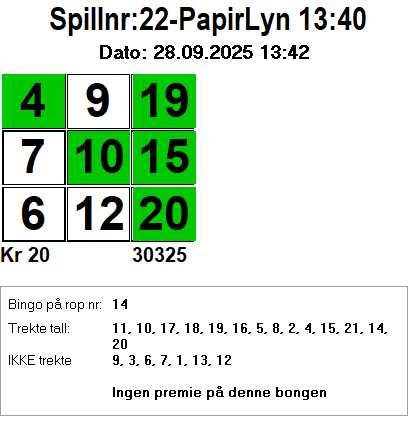 Spillnr:22-PapirLyn 13:40
Dato: 28.09.2025 13:42
4 9 19
7 10 15
6 12 20
Kr 20 30325
Bingo på rop nr: 14
Trekte tall: 11, 10, 17, 18, 19, 16, 5, 8, 2, 4, 15, 21, 14,
20
IKKE trekte 9, 3, 6, 7, 1, 13, 12
Ingen premie på denne bongen